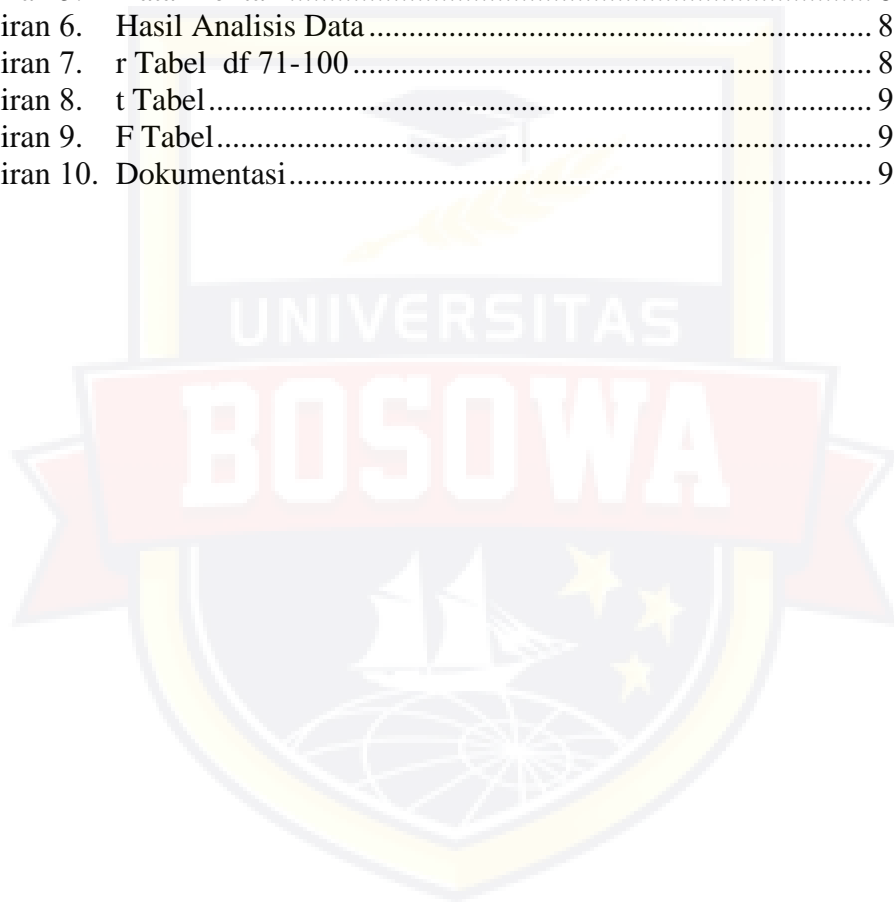 iran 6. Hasil Analisis Data ........................................................................ 8
iran 7. r Tabel df 71-100 .......................................................................... 8
iran 8. t Tabel ............................................................................................... 9
iran 9. F Tabel .............................................................................................. 9
iran 10. Dokumentasi .................................................................................. 9
UNIVERSITAS
BOSOWA